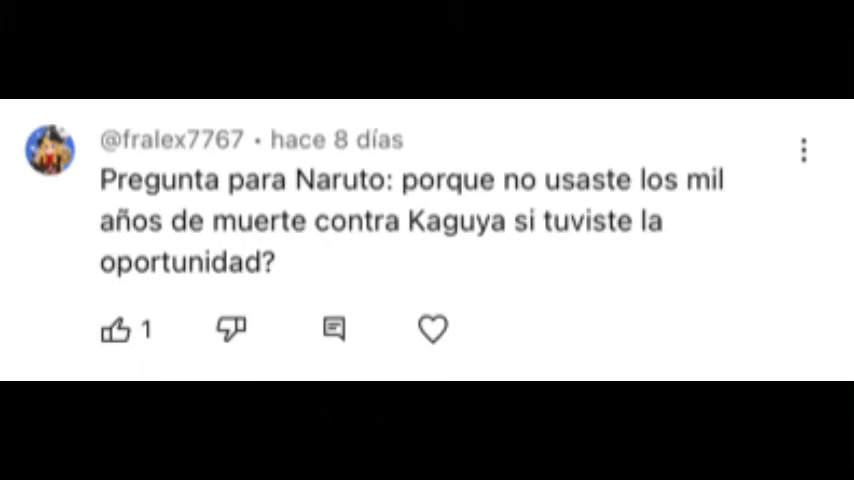 @fralex7767 • hace 8 días
Pregunta para Naruto: porque no usaste los mil
años de muerte contra Kaguya si tuviste la
oportunidad?
1